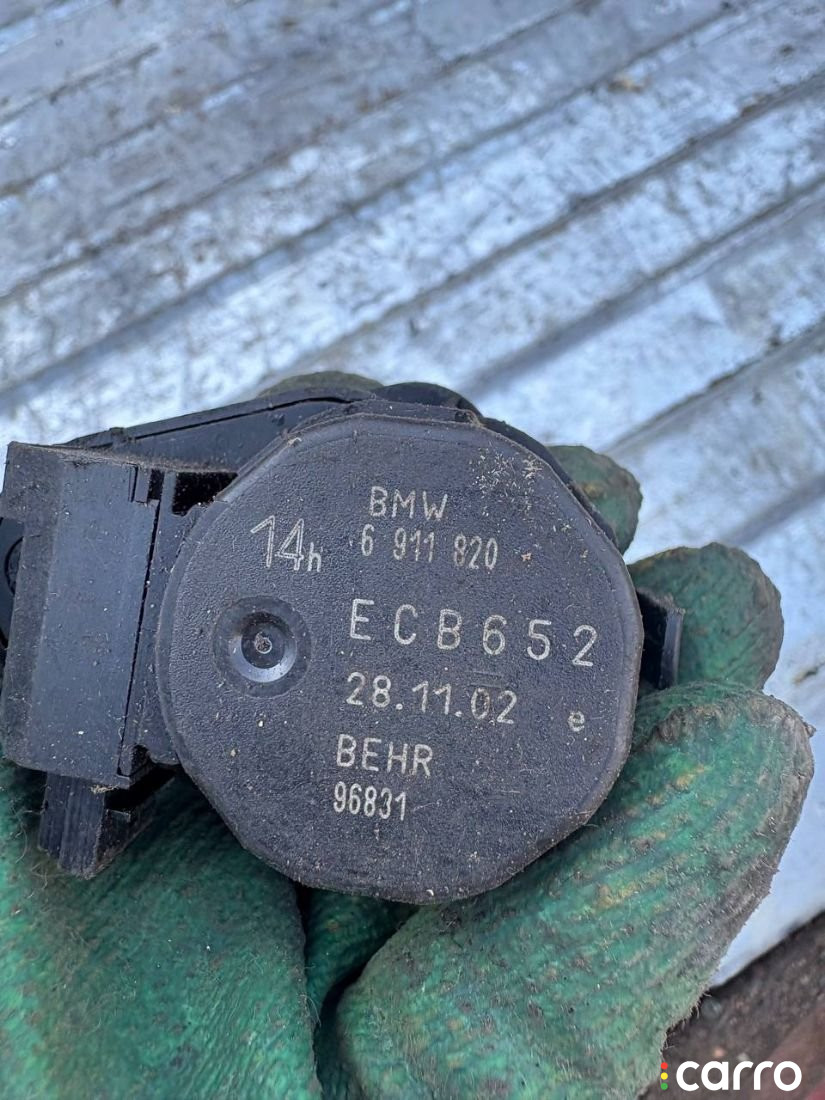 BMW
14h 6 911 820
ECB652
28.11.02 e
BEHR
96831
carro